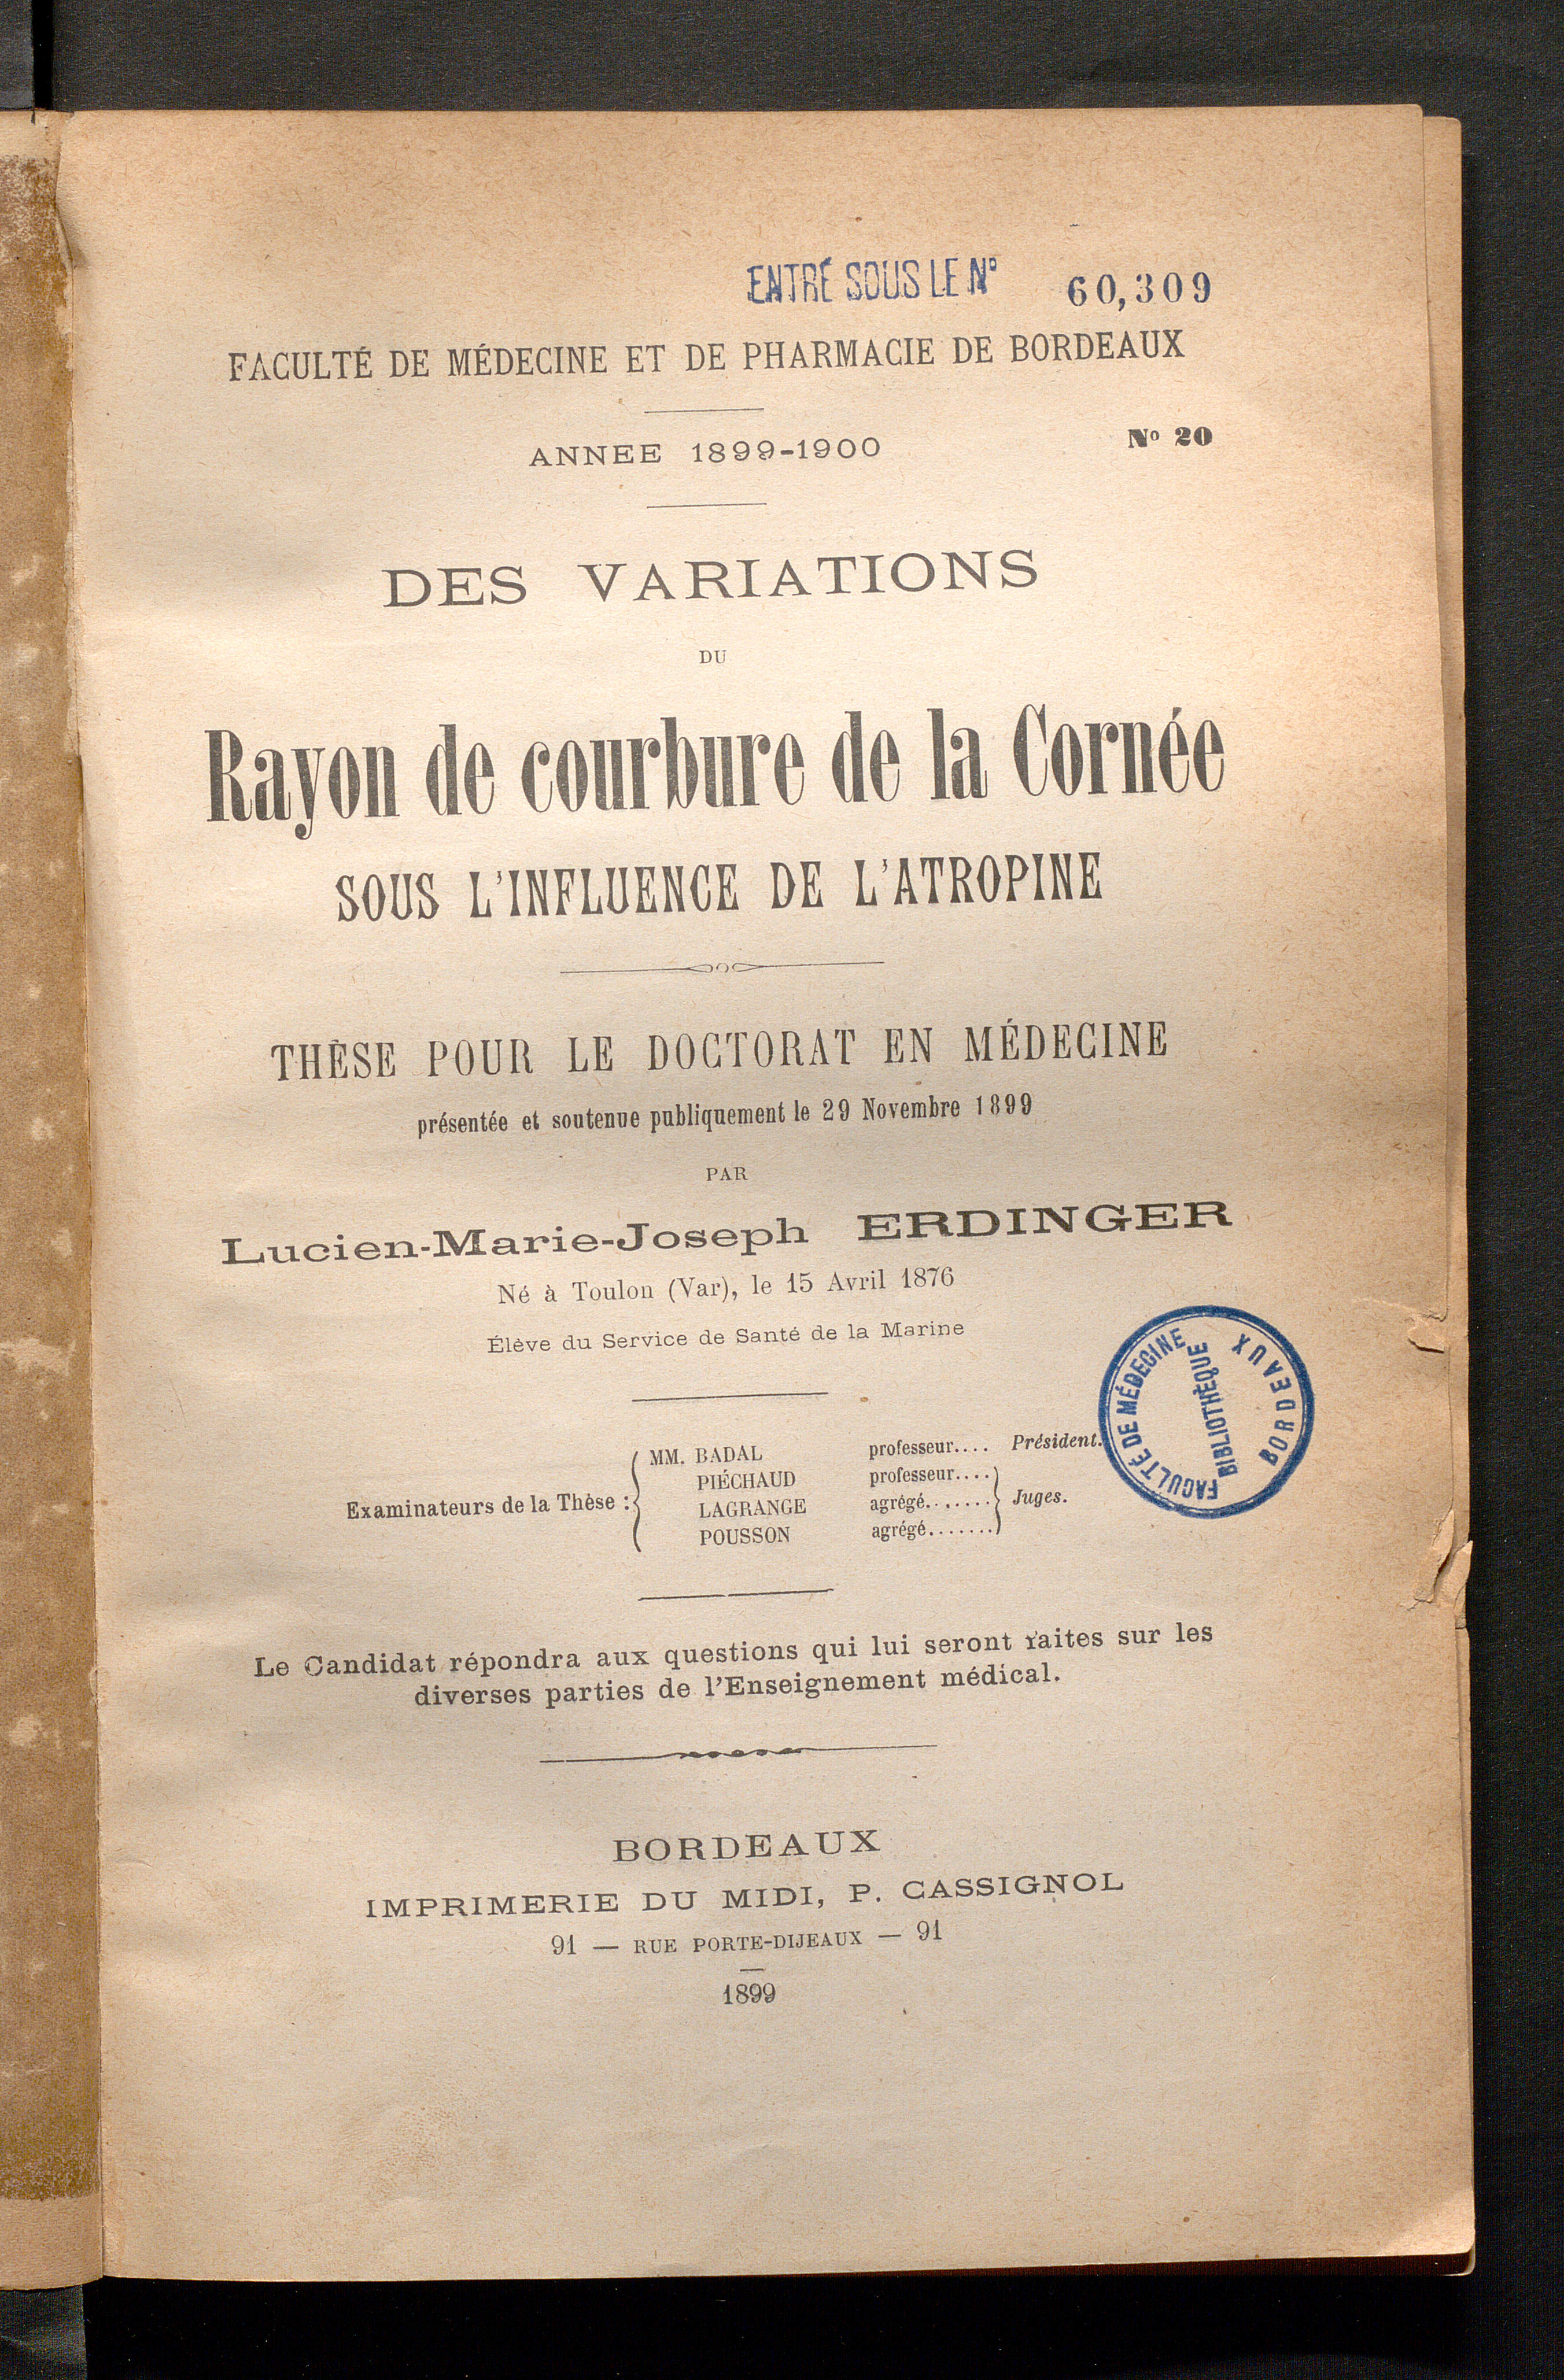 ENTRÉ SOUS LE Nº 60,309
FACULTÉ DE MÉDECINE ET DE PHARMACIE DE BORDEAUX
ANNEE 1899-1900
Nº 20
DES VARIATIONS
DU
Rayon de courbure de la Cornée
SOUS L'INFLUENCE DE L'ATROPINE
THÈSE POUR LE DOCTORAT EN MÉDECINE
présentée et soutenue publiquement le 29 Novembre 1899
PAR
Lucien-Marie-Joseph ERDINGER
Né à Toulon (Var), le 15 Avril 1876
Élève du Service de Santé de la Marine
MM. BADAL professeur.... Président.
PIÉCHAUD professeur....
Examinateurs de la Thèse : LAGRANGE agrégé....... Juges.
POUSSON agrégé.......
FACULTÉ DE MÉDECINE
BIBLIOTHÈQUE
BORDEAUX
Le Candidat répondra aux questions qui lui seront faites sur les
diverses parties de l'Enseignement médical.
BORDEAUX
IMPRIMERIE DU MIDI, P. CASSIGNOL
91 — RUE PORTE-DIJEAUX — 91
1899